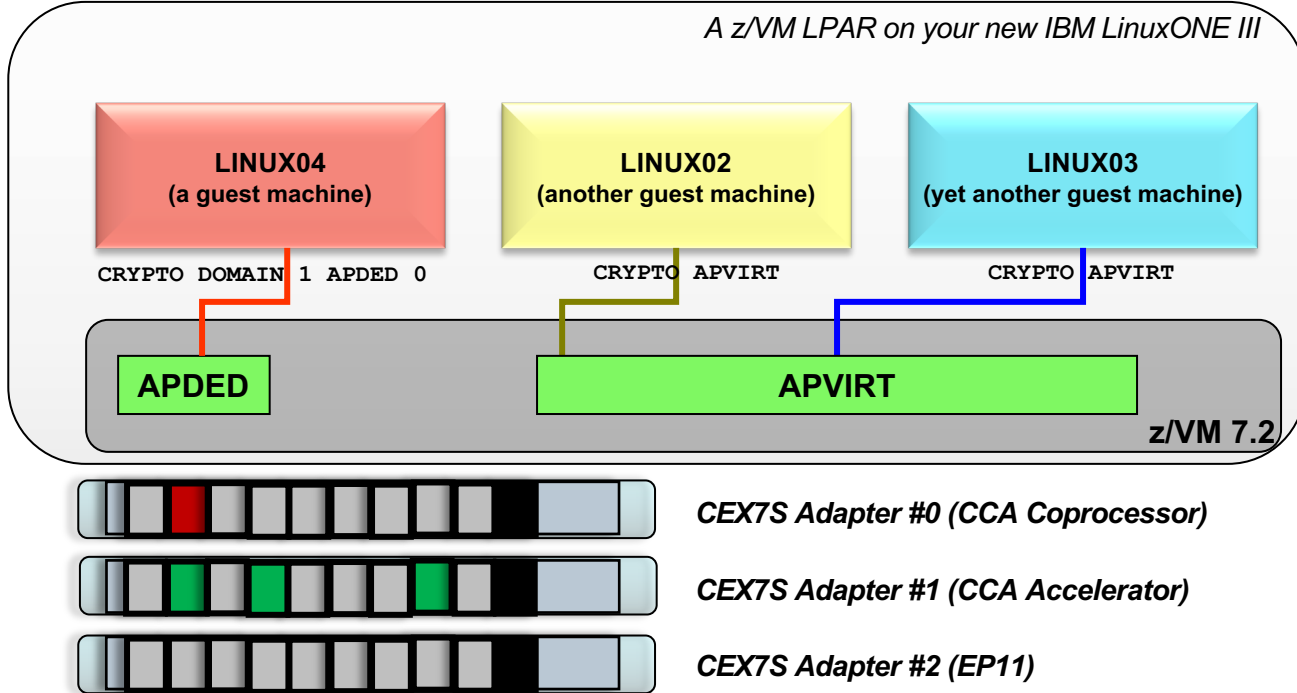 A z/VM LPAR on your new IBM LinuxONE III
LINUX04
(a guest machine)
LINUX02
(another guest machine)
LINUX03
(yet another guest machine)
CRYPTO DOMAIN 1 APDED 0
CRYPTO APVIRT
CRYPTO APVIRT
APDED
APVIRT
z/VM 7.2
CEX7S Adapter #0 (CCA Coprocessor)
CEX7S Adapter #1 (CCA Accelerator)
CEX7S Adapter #2 (EP11)